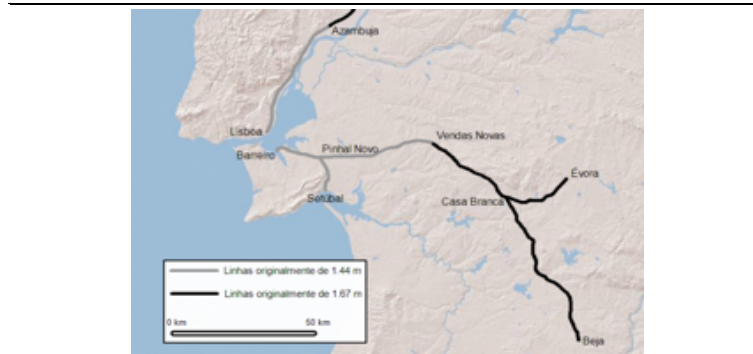 Azambuja
Lisboa
Vendas Novas
Barreiro
Pinhal Novo
Évora
Setúbal
Casa Branca
Linhas originalmente de 1.44 m
Linhas originalmente de 1.67 m
0 km
50 km
Beja